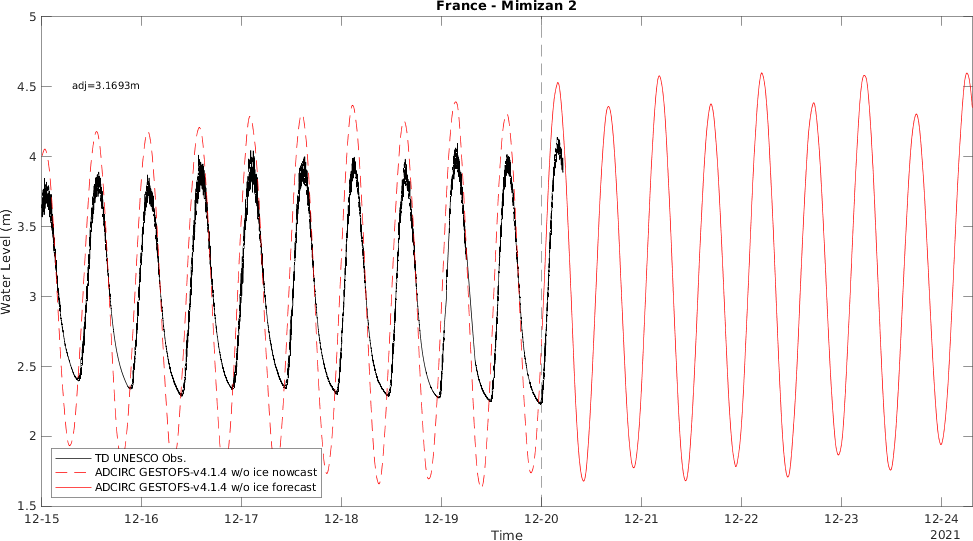 France - Mimizan 2
adj=3.1693m
Water Level (m)
5
4.5
4
3.5
3
2.5
2
1.5
TD UNESCO Obs.
ADCIRC GESTOFS-v4.1.4 w/o ice nowcast
ADCIRC GESTOFS-v4.1.4 w/o ice forecast
12-15 12-16 12-17 12-18 12-19 12-20 12-21 12-22 12-23 12-24
2021
Time